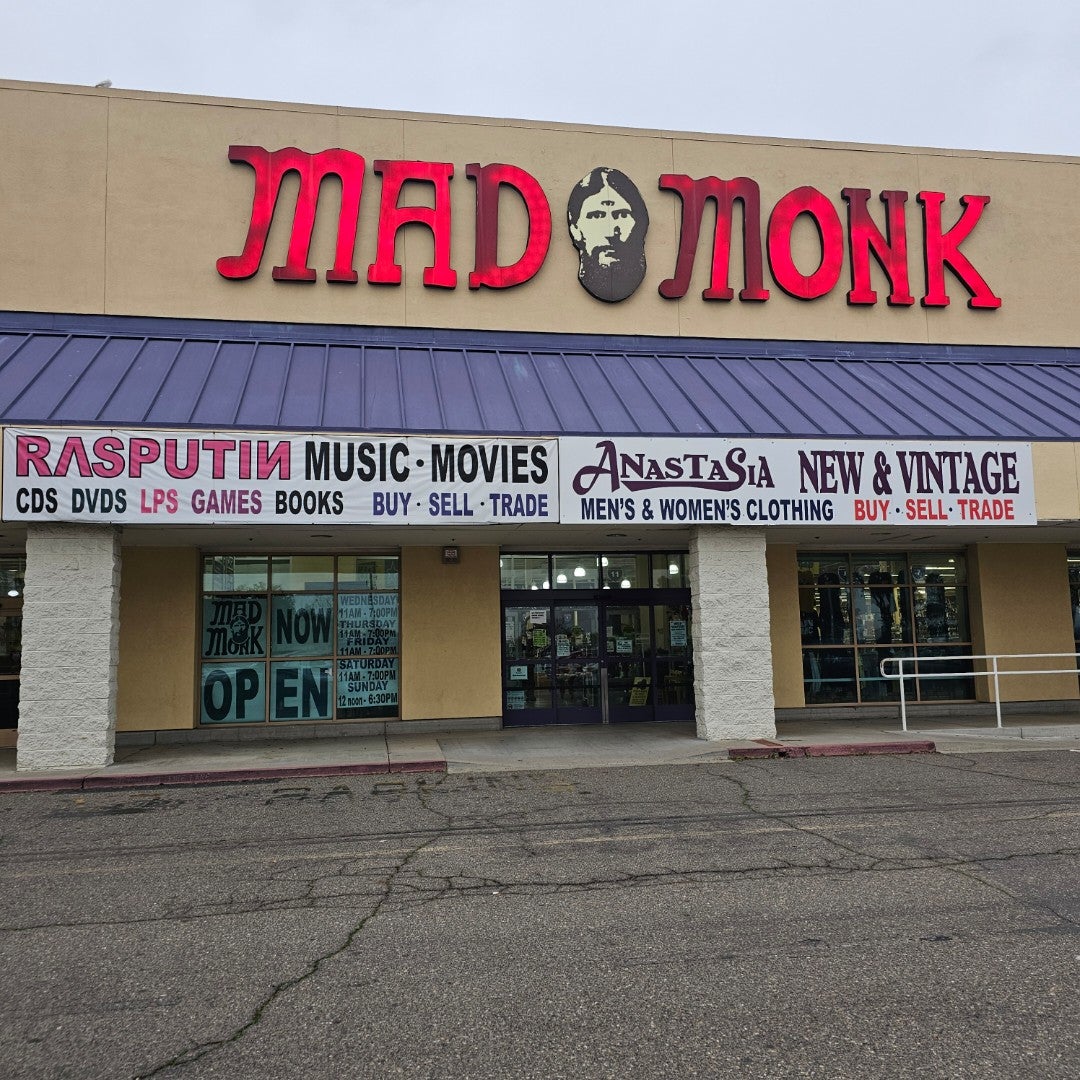 MAD MONK
RASPUTIN MUSIC · MOVIES
CDS DVDS LPS GAMES BOOKS BUY · SELL · TRADE
ANASTASIA NEW & VINTAGE
MEN'S & WOMEN'S CLOTHING BUY · SELL · TRADE
11
MAD
MONK
NOW
OPEN
WEDNESDAY
11AM - 7:00PM
THURSDAY
11AM - 7:00PM
FRIDAY
11AM - 7:00PM
SATURDAY
11AM - 7:00PM
SUNDAY
12 noon - 6:30PM